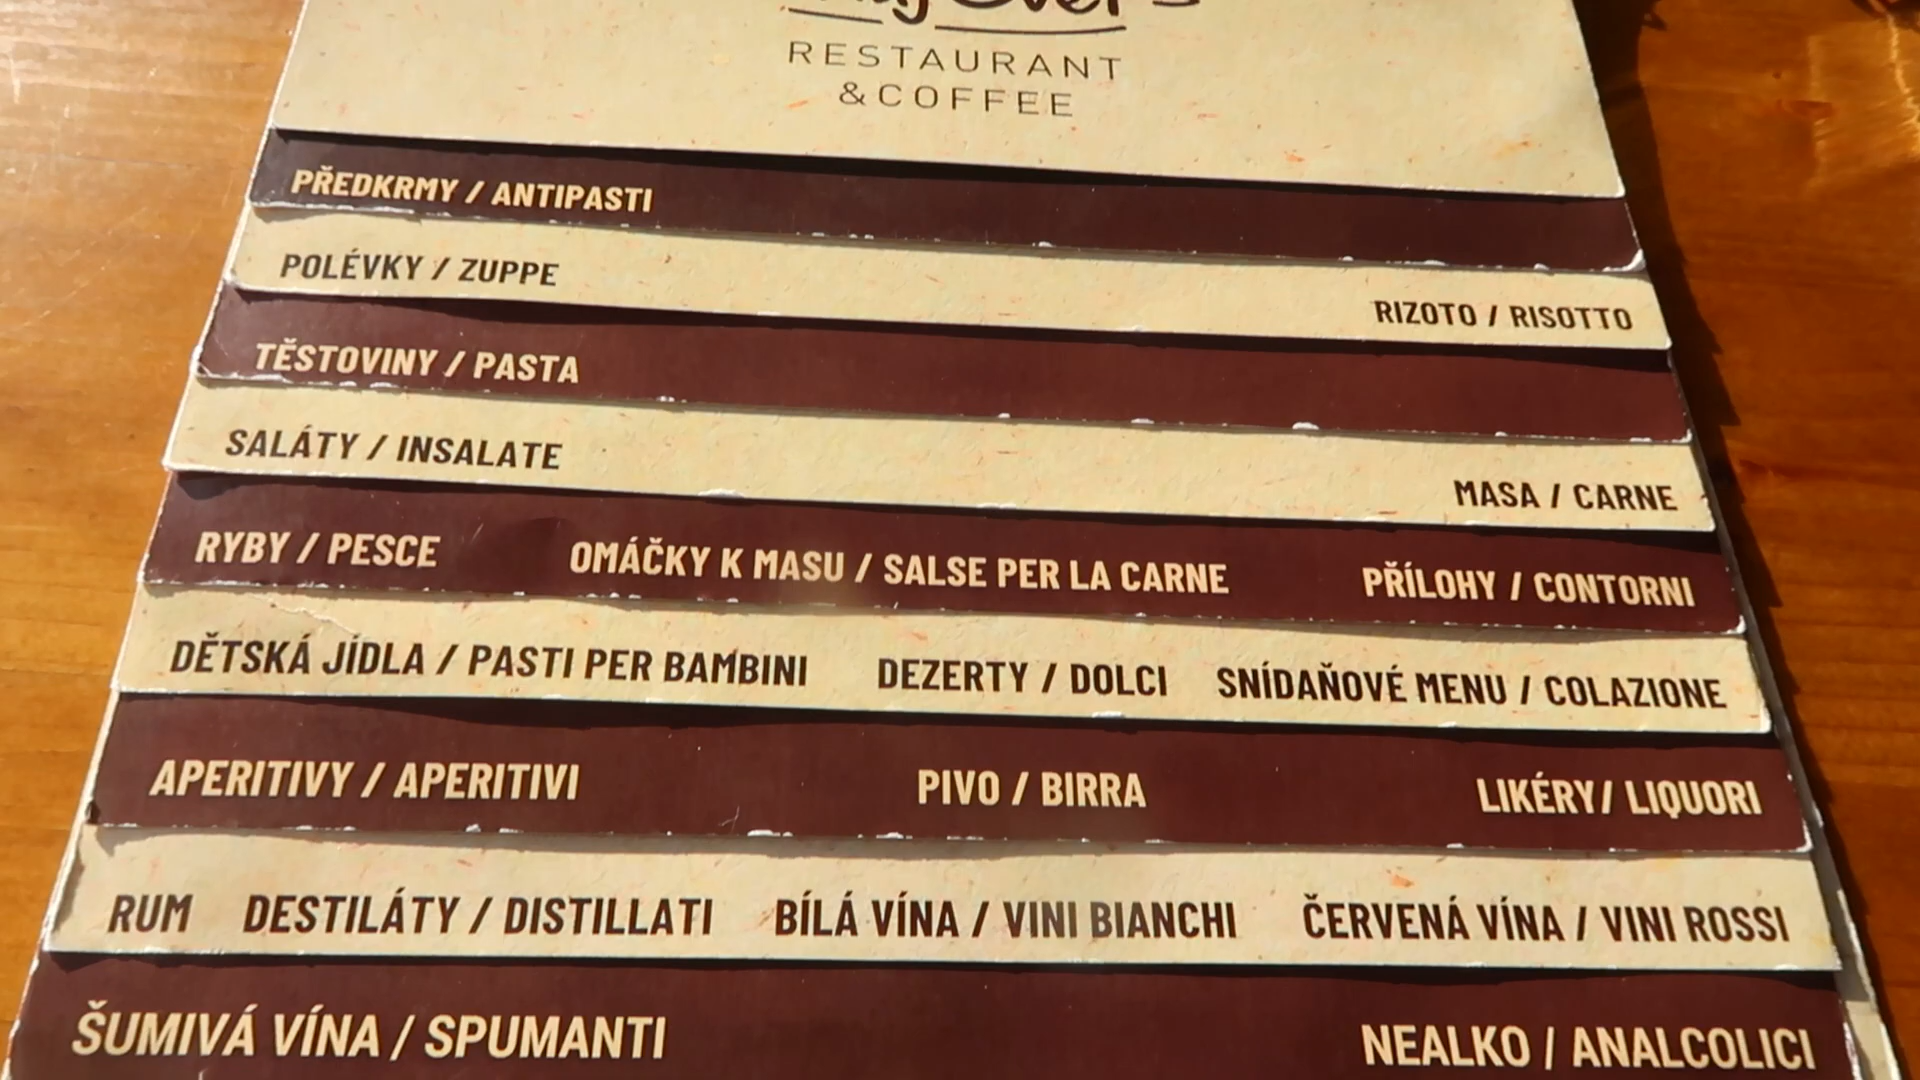 RESTAURANT
&COFFEE
PŘEDKRMY / ANTIPASTI
POLÉVKY / ZUPPE
RIZOTO / RISOTTO
TĚSTOVINY / PASTA
SALÁTY / INSALATE
MASA / CARNE
RYBY / PESCE OMÁČKY K MASU / SALSE PER LA CARNE PŘÍLOHY / CONTORNI
DĚTSKÁ JÍDLA / PASTI PER BAMBINI DEZERTY / DOLCI SNÍDAŇOVÉ MENU / COLAZIONE
APERITIVY / APERITIVI PIVO / BIRRA LIKÉRY/ LIQUORI
RUM DESTILÁTY / DISTILLATI BÍLÁ VÍNA / VINI BIANCHI ČERVENÁ VÍNA / VINI ROSSI
ŠUMIVÁ VÍNA / SPUMANTI NEALKO | ANALCOLICI